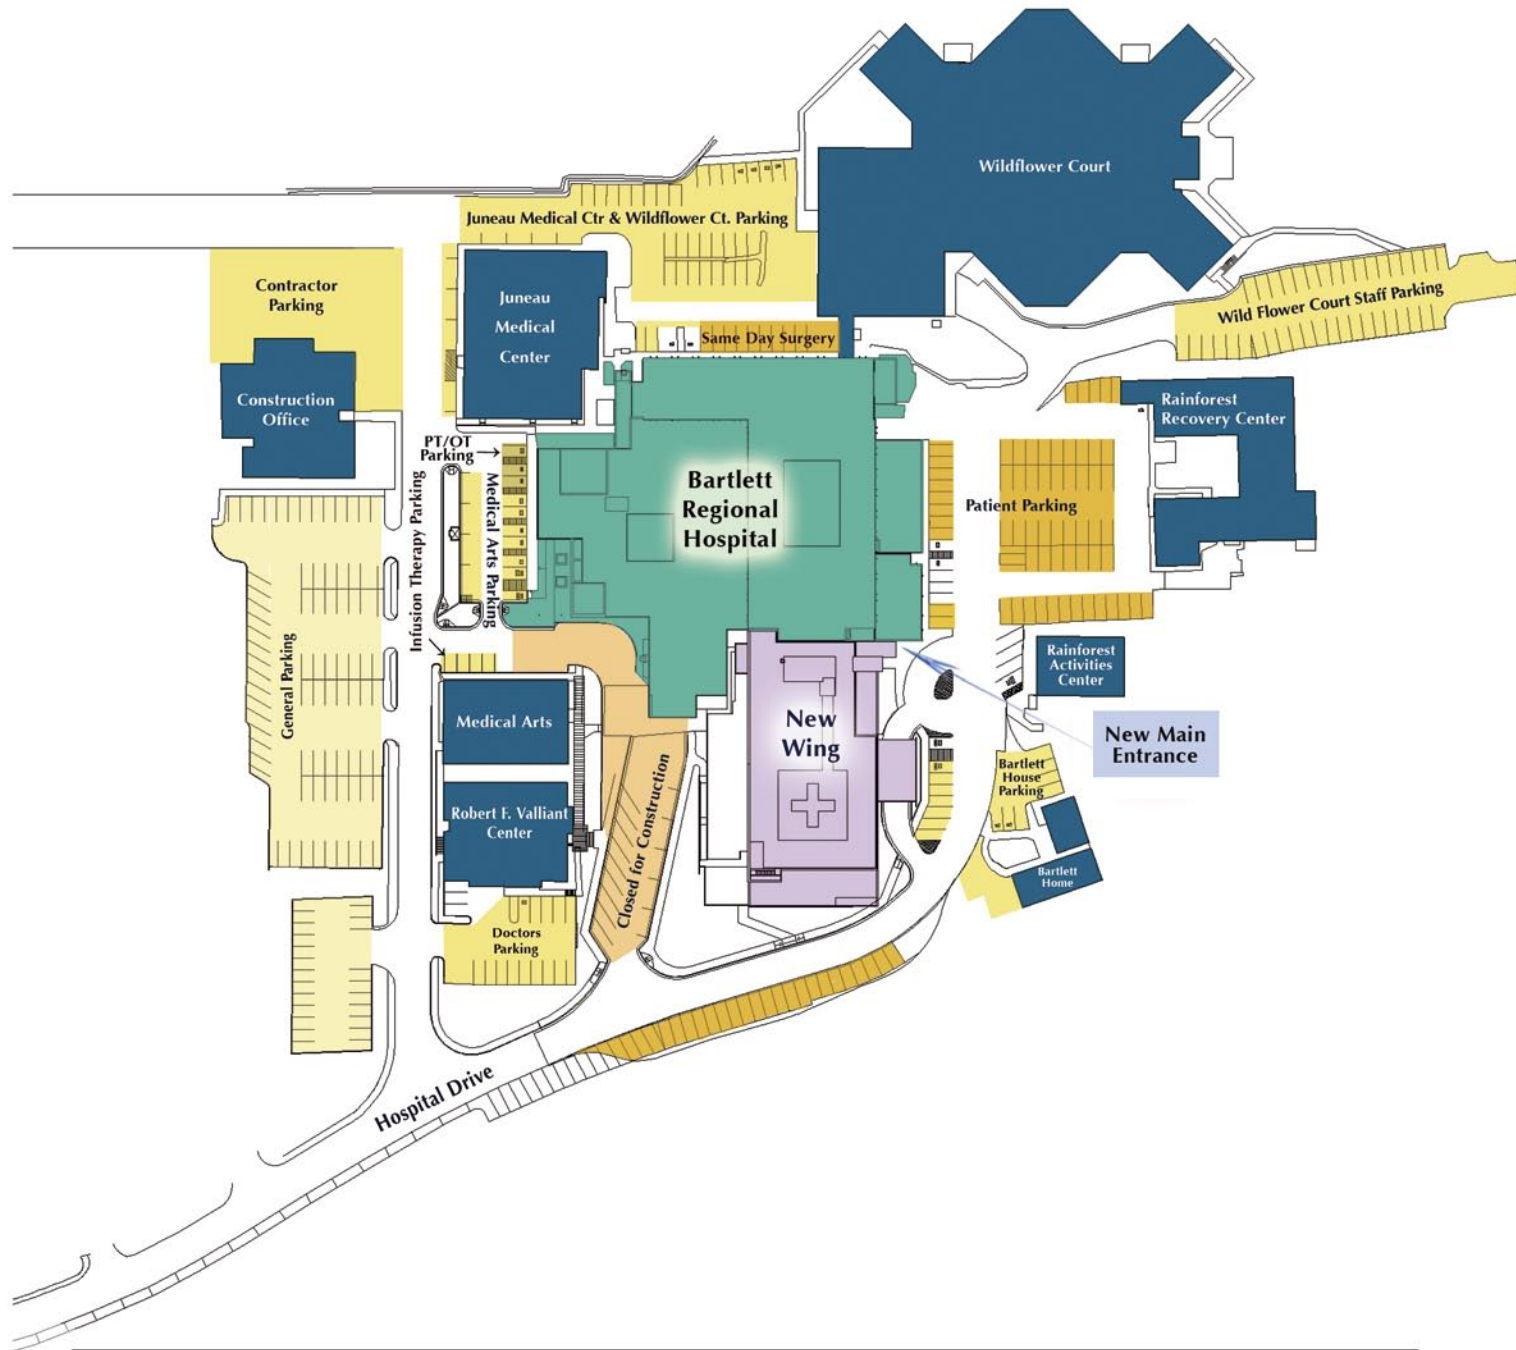 Wildflower Court
Juneau Medical Ctr & Wildflower Ct. Parking
Contractor
Parking
Juneau
Medical
Center
Wild Flower Court Staff Parking
Same Day Surgery
Construction
Office
Rainforest
Recovery Center
PT/OT
Parking
Infusion Therapy Parking
Medical Arts Parking
Bartlett
Regional
Hospital
Patient Parking
General Parking
Rainforest
Activities
Center
Medical Arts
New
Wing
New Main
Entrance
Bartlett
House
Parking
Robert F. Valliant
Center
Closed for Construction
Bartlett
Home
Doctors
Parking
Hospital Drive